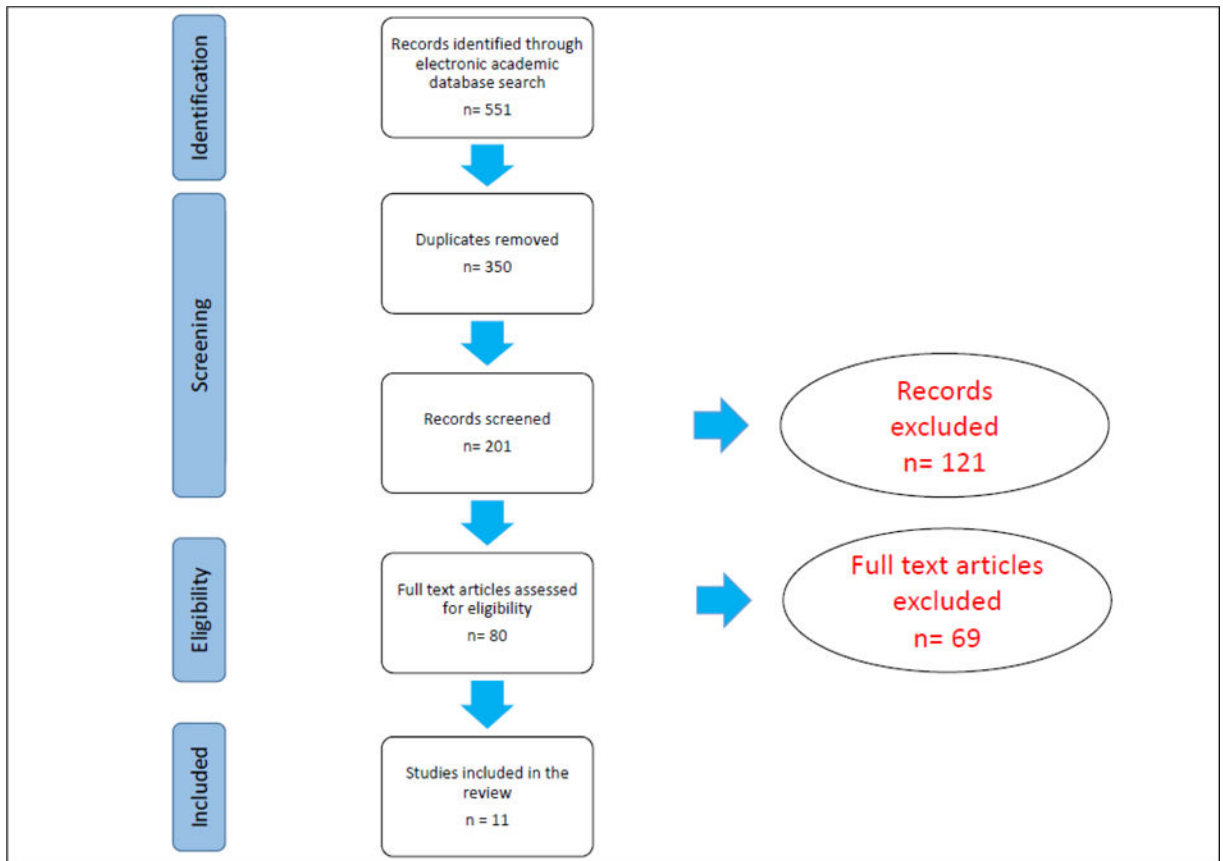 Identification
Records identified through
electronic academic
database search
n= 551
Screening
Duplicates removed
n= 350
Records screened
n= 201
Records
excluded
n= 121
Eligibility
Full text articles assessed
for eligibility
n= 80
Full text articles
excluded
n= 69
Included
Studies included in the
review
n = 11